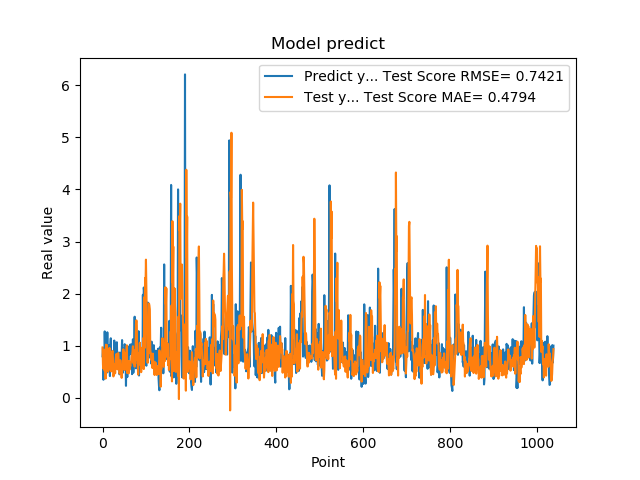 Model predict
Predict y... Test Score RMSE= 0.7421
Test y... Test Score MAE= 0.4794
Real value
6
5
4
3
2
1
0
0 200 400 600 800 1000
Point